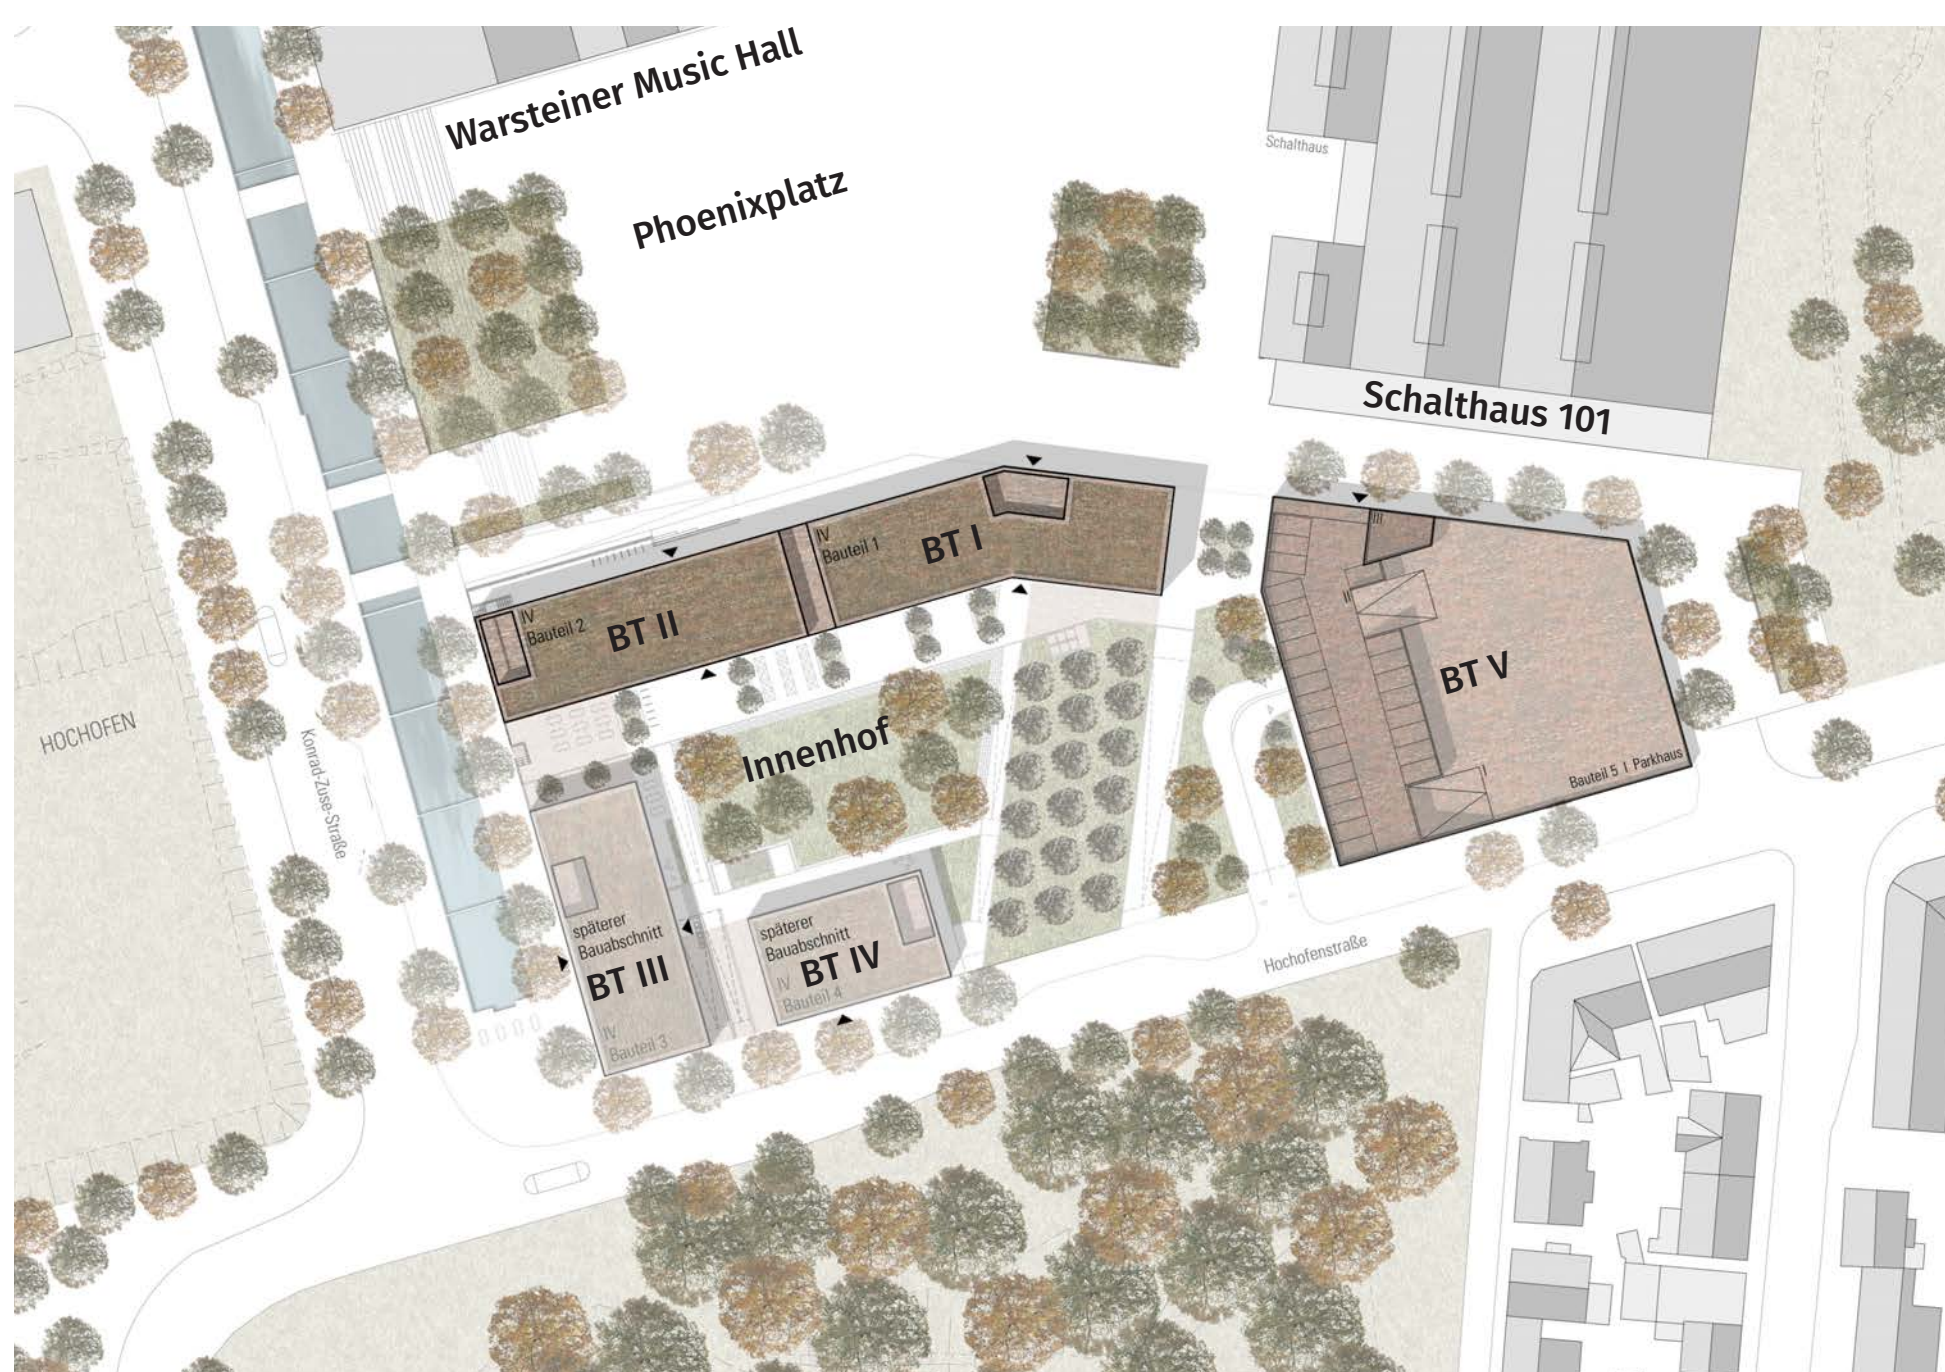 Warsteiner Music Hall
Phoenixplatz
Schalthaus
Schalthaus 101
IV
Bauteil 1
BT I
IV
Bauteil 2
BT II
III
II
BT V
I
Bauteil 5 I Parkhaus
Innenhof
HOCHOFEN
Konrad-Zuse-Straße
späterer
Bauabschnitt
BT III
IV
Bauteil 3
späterer
Bauabschnitt
BT IV
IV
Bauteil 4
Hochofenstraße